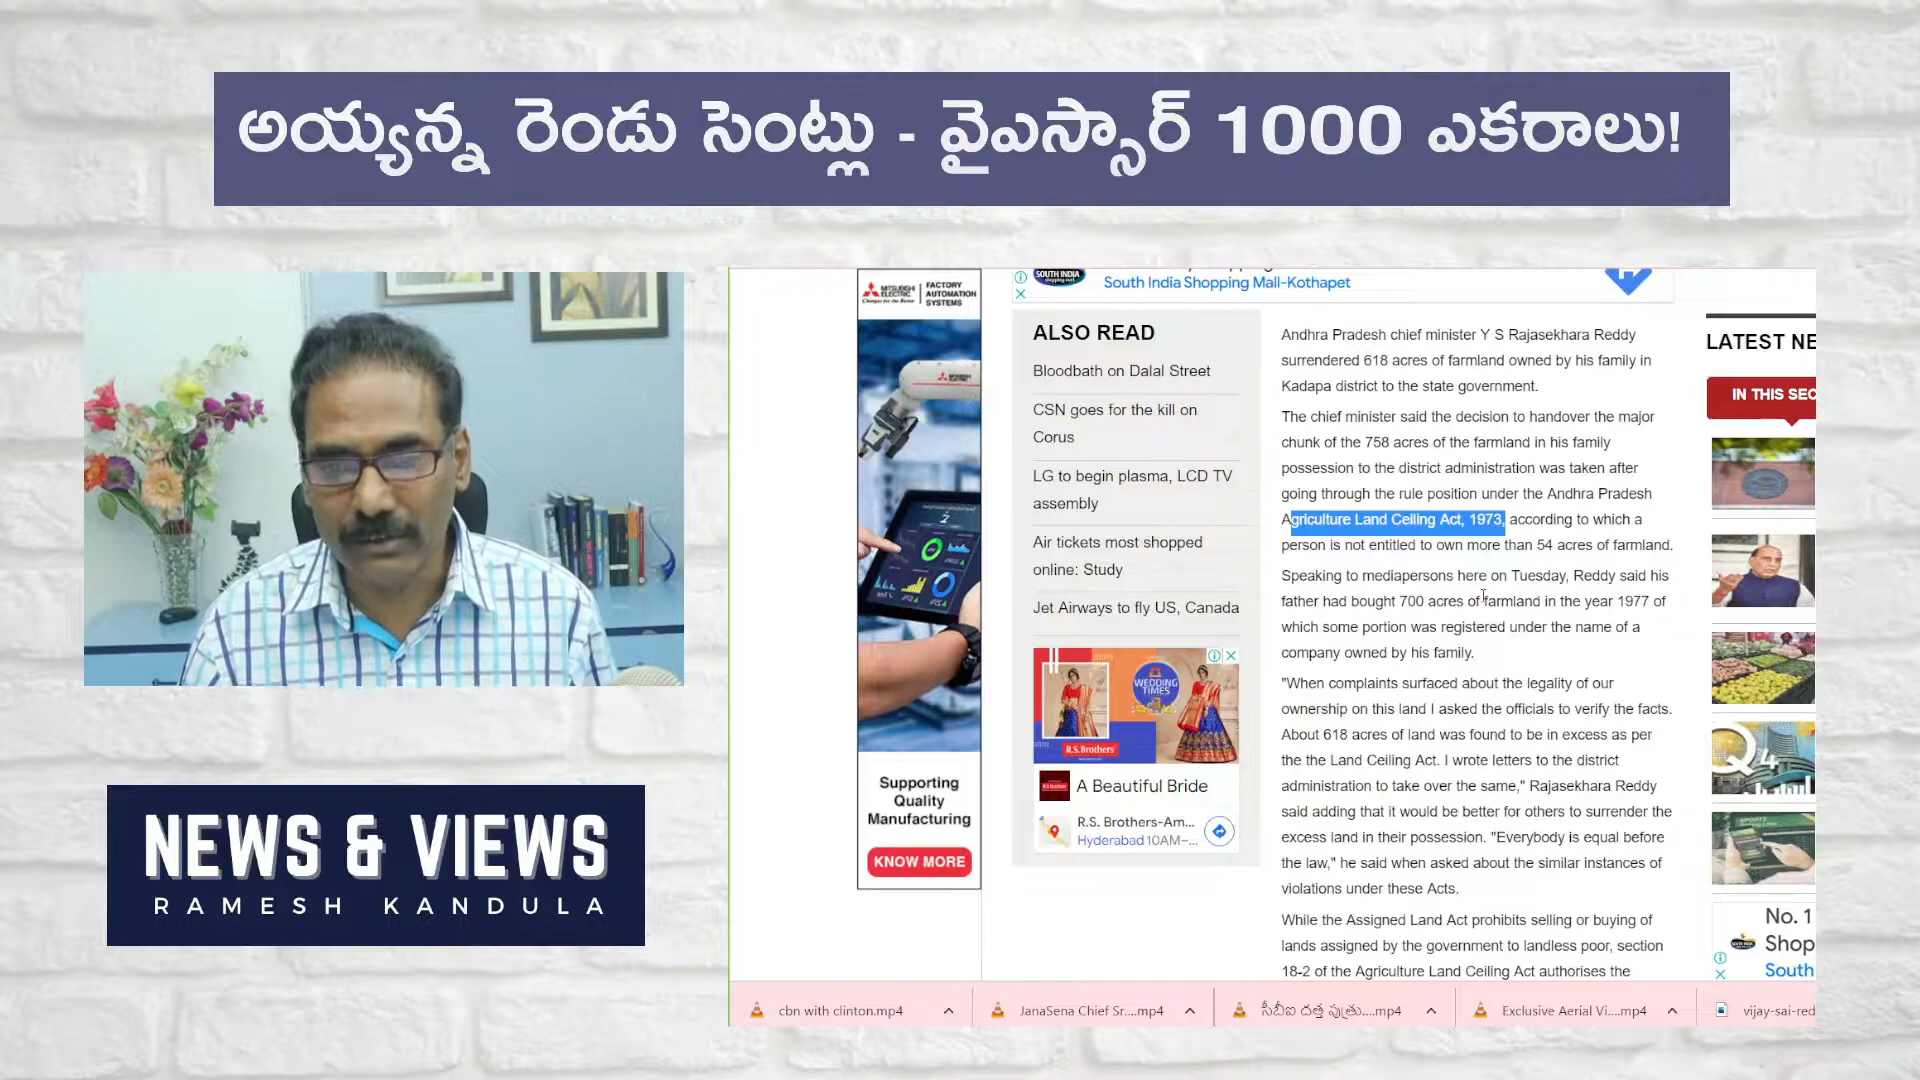 అయ్యన్న రెండు సెంట్లు - వైఎస్సార్ 1000 ఎకరాలు!
NEWS & VIEWS
RAMESH KANDULA
MITSUBISHI ELECTRIC
Changes for the Better
FACTORY
AUTOMATION
SYSTEMS
Supporting
Quality
Manufacturing
KNOW MORE
SOUTH INDIA
South India Shopping Mall-Kothapet
ALSO READ
Bloodbath on Dalal Street
CSN goes for the kill on
Corus
LG to begin plasma, LCD TV
assembly
Air tickets most shopped
online: Study
Jet Airways to fly US, Canada
WEDDING
TIMES
R.S.Brothers
A Beautiful Bride
R.S. Brothers-Am...
Hyderabad 10AM–...
Andhra Pradesh chief minister Y S Rajasekhara Reddy
surrendered 618 acres of farmland owned by his family in
Kadapa district to the state government.
The chief minister said the decision to handover the major
chunk of the 758 acres of the farmland in his family
possession to the district administration was taken after
going through the rule position under the Andhra Pradesh
Agriculture Land Ceiling Act, 1973, according to which a
person is not entitled to own more than 54 acres of farmland.
Speaking to mediapersons here on Tuesday, Reddy said his
father had bought 700 acres of farmland in the year 1977 of
which some portion was registered under the name of a
company owned by his family.
"When complaints surfaced about the legality of our
ownership on this land I asked the officials to verify the facts.
About 618 acres of land was found to be in excess as per
the the Land Ceiling Act. I wrote letters to the district
administration to take over the same," Rajasekhara Reddy
said adding that it would be better for others to surrender the
excess land in their possession. "Everybody is equal before
the law," he said when asked about the similar instances of
violations under these Acts.
While the Assigned Land Act prohibits selling or buying of
lands assigned by the government to landless poor, section
18-2 of the Agriculture Land Ceiling Act authorises the
LATEST NE
IN THIS SEC
Q4
No. 1
Shop
South
cbn with clinton.mp4
JanaSena Chief Sr....mp4
సీబీఐ దత్త పుత్రు....mp4
Exclusive Aerial Vi....mp4
vijay-sai-red